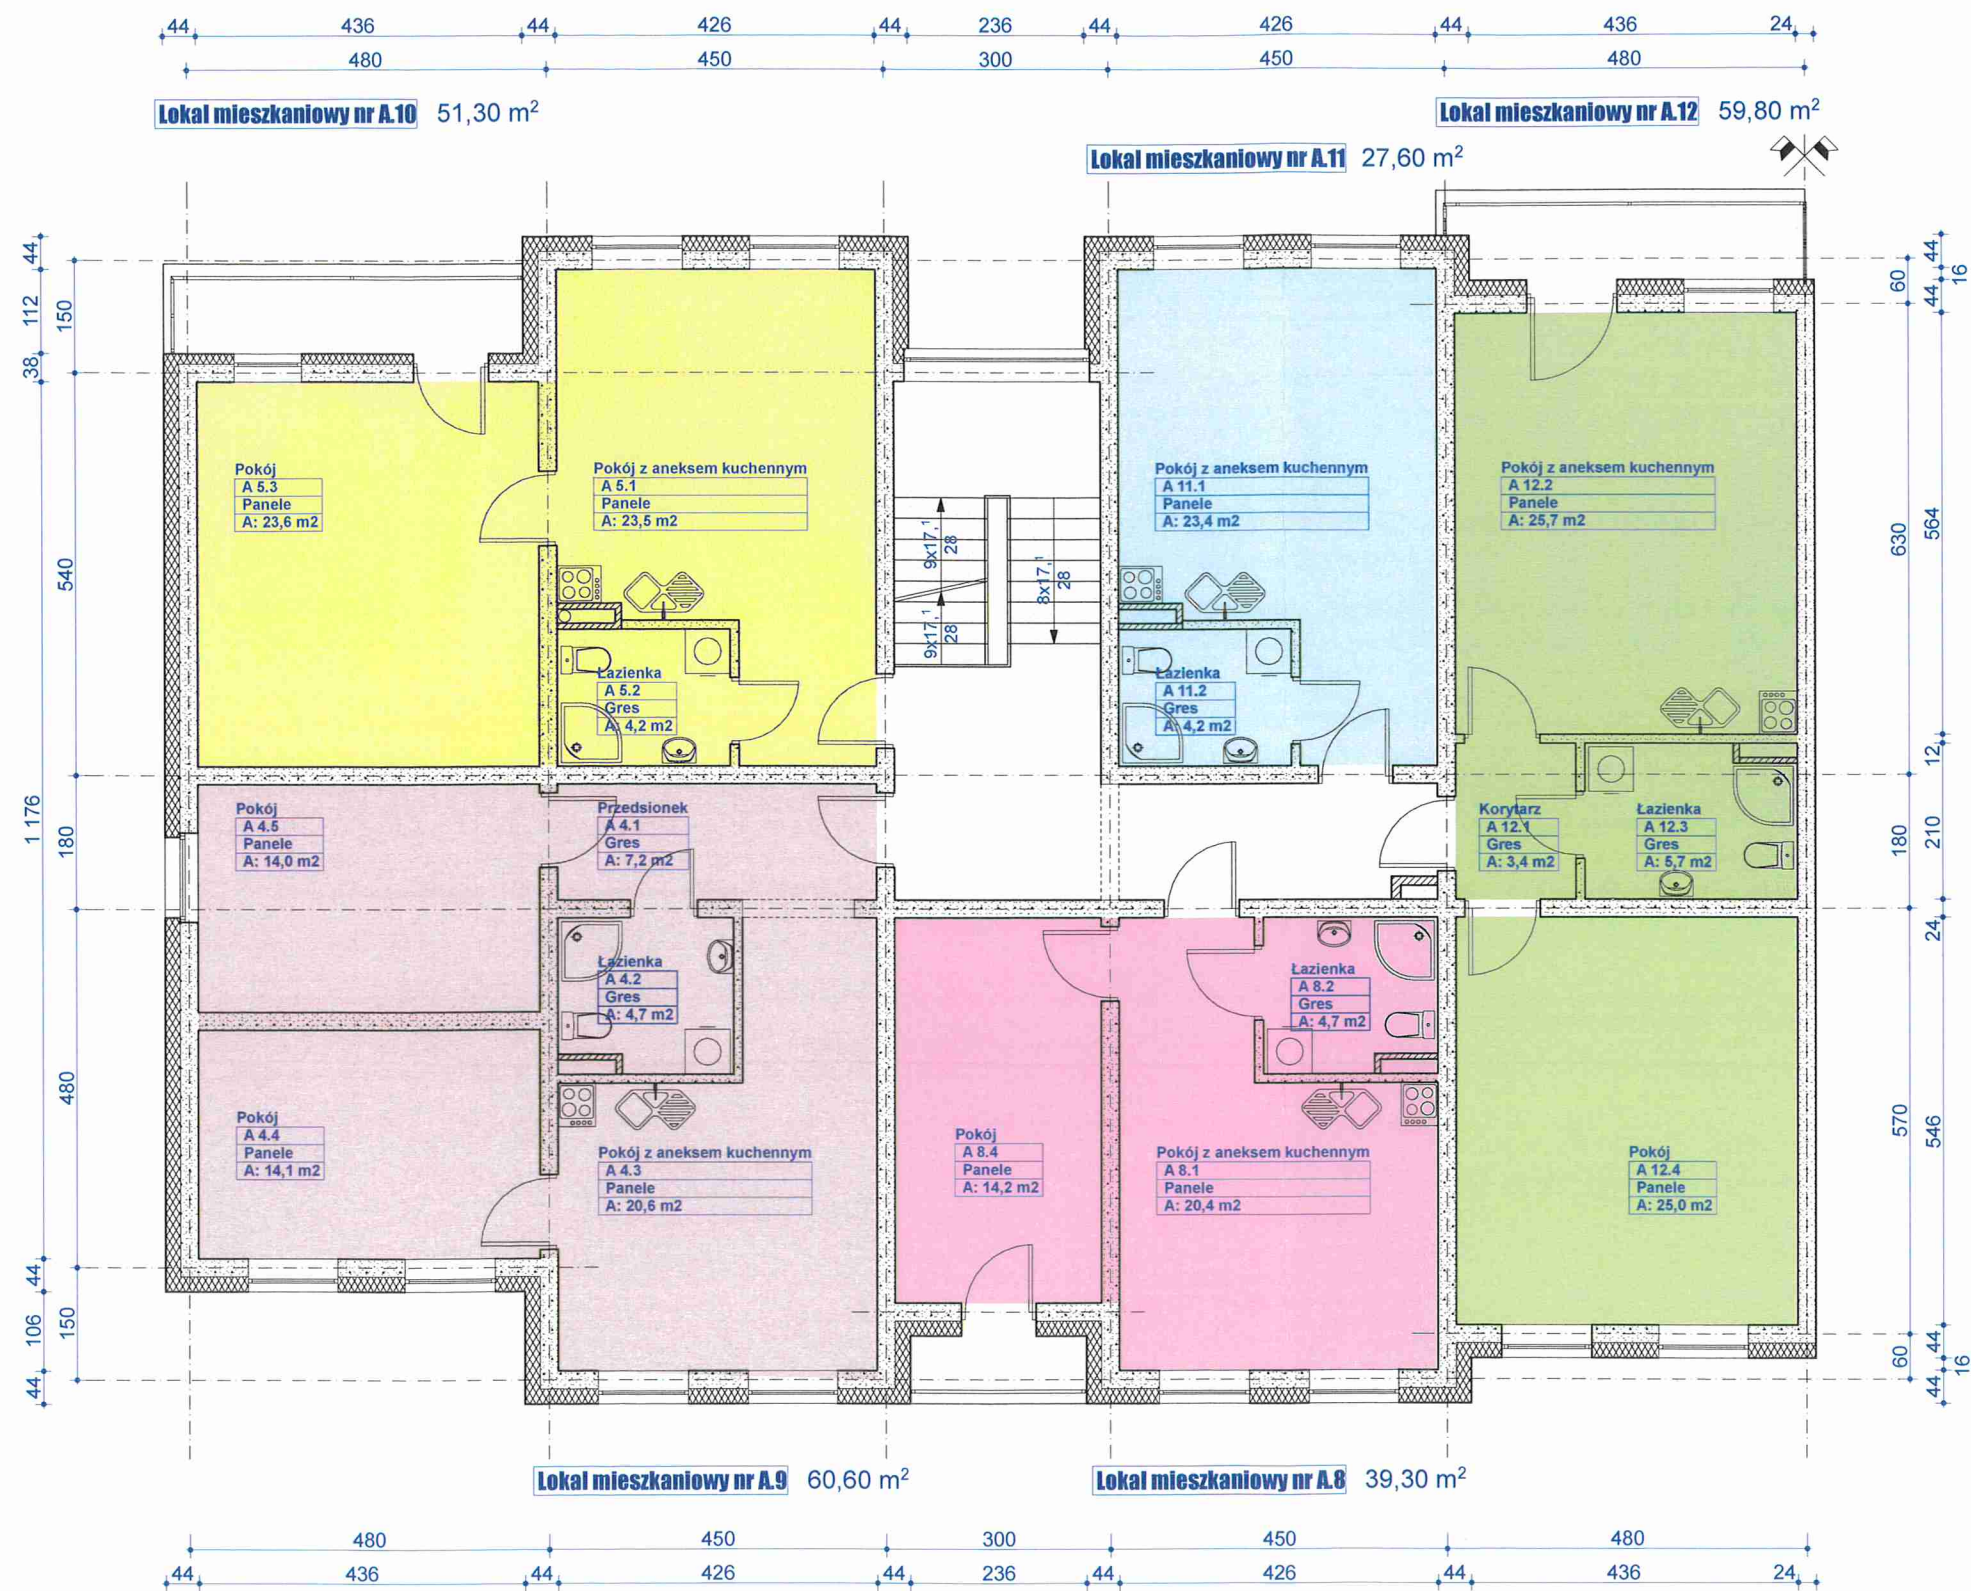 44 436 44 426 44 236 44 426 44 436 24
480 450 300 450 480
Lokal mieszkaniowy nr A.10 51,30 m²
Lokal mieszkaniowy nr A.12 59,80 m²
Lokal mieszkaniowy nr A.11 27,60 m²
44
112
38
1 176
44
106
44
150
540
180
480
150
Pokój
A 5.3
Panele
A: 23,6 m2
Pokój z aneksem kuchennym
A 5.1
Panele
A: 23,5 m2
Łazienka
A 5.2
Gres
A: 4,2 m2
9x17,1
28
9x17,1
28
8x17,1
28
Pokój z aneksem kuchennym
A 11.1
Panele
A: 23,4 m2
Łazienka
A 11.2
Gres
A: 4,2 m2
Pokój z aneksem kuchennym
A 12.2
Panele
A: 25,7 m2
Pokój
A 4.5
Panele
A: 14,0 m2
Przedsionek
A 4.1
Gres
A: 7,2 m2
Korytarz
A 12.1
Gres
A: 3,4 m2
Łazienka
A 12.3
Gres
A: 5,7 m2
Łazienka
A 4.2
Gres
A: 4,7 m2
Łazienka
A 8.2
Gres
A: 4,7 m2
Pokój
A 4.4
Panele
A: 14,1 m2
Pokój z aneksem kuchennym
A 4.3
Panele
A: 20,6 m2
Pokój
A 8.4
Panele
A: 14,2 m2
Pokój z aneksem kuchennym
A 8.1
Panele
A: 20,4 m2
Pokój
A 12.4
Panele
A: 25,0 m2
60
630
180
570
60
44
16
44
564
12
210
24
546
44
16
44
Lokal mieszkaniowy nr A.9 60,60 m²
Lokal mieszkaniowy nr A.8 39,30 m²
480 450 300 450 480
44 436 44 426 44 236 44 426 44 436 24